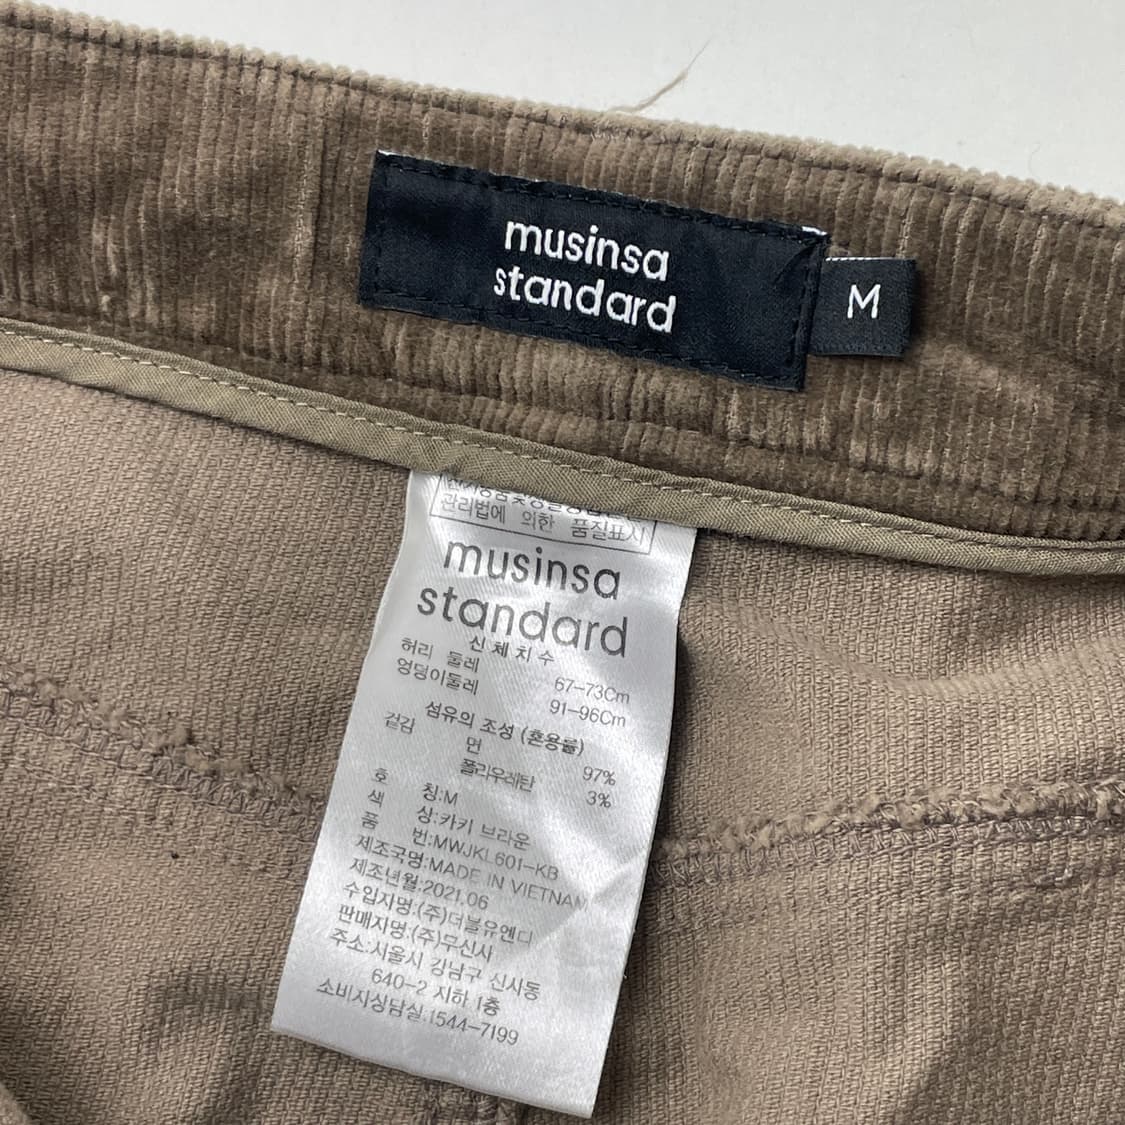 musinsa
standard
M
관리법에 의한 품질표시
musinsa
standard
신체치수
허리 둘레 67-73Cm
엉덩이둘레 91-96Cm
섬유의 조성 (혼용률)
겉감 면 97%
폴리우레탄 3%
호 칭:M
색 상:카키 브라운
품 번:MWJKL601-KB
제조국명:MADE IN VIETNAM
제조년월:2021.06
수입자명:(주)더블유엔디
판매자명:(주)무신사
주소:서울시 강남구 신사동
640-2 지하 1층
소비자상담실:1544-7199